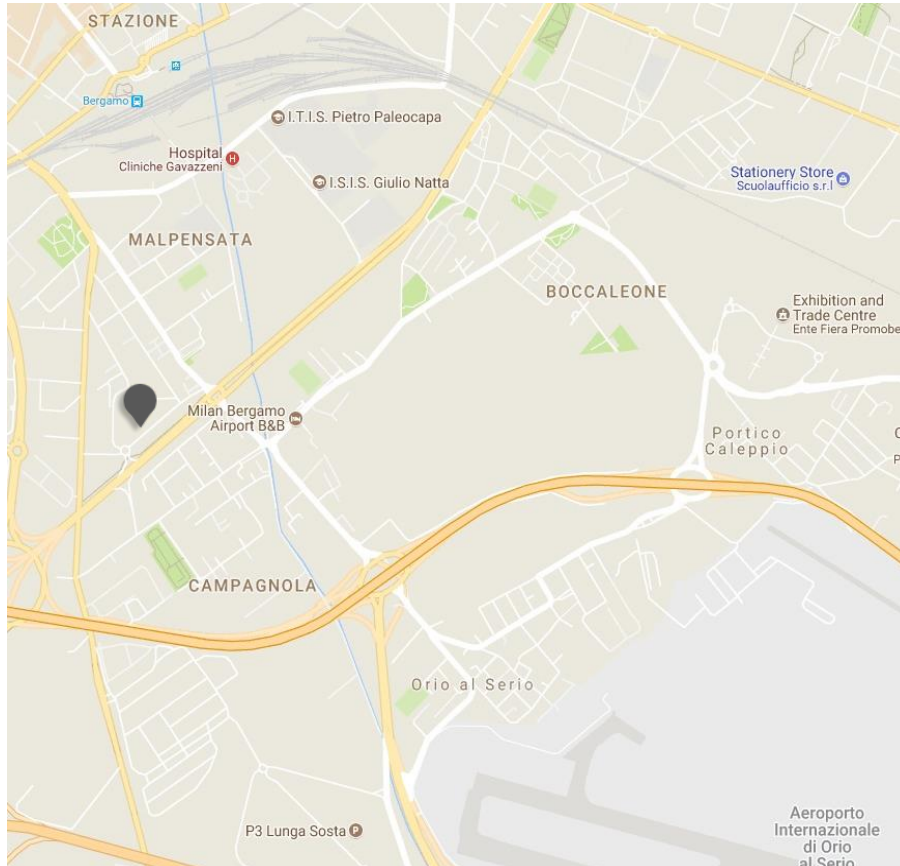 STAZIONE
Bergamo
I.T.I.S. Pietro Paleocapa
Hospital
Cliniche Gavazzeni
I.S.I.S. Giulio Natta
Stationery Store
Scuolaufficio s.r.l
MALPENSATA
BOCCALEONE
Exhibition and
Trade Centre
Ente Fiera Promobe
Milan Bergamo
Airport B&B
Portico
Caleppio
C
P
CAMPAGNOLA
Orio al Serio
P3 Lunga Sosta P
Aeroporto
Internazionale
di Orio
al Serio